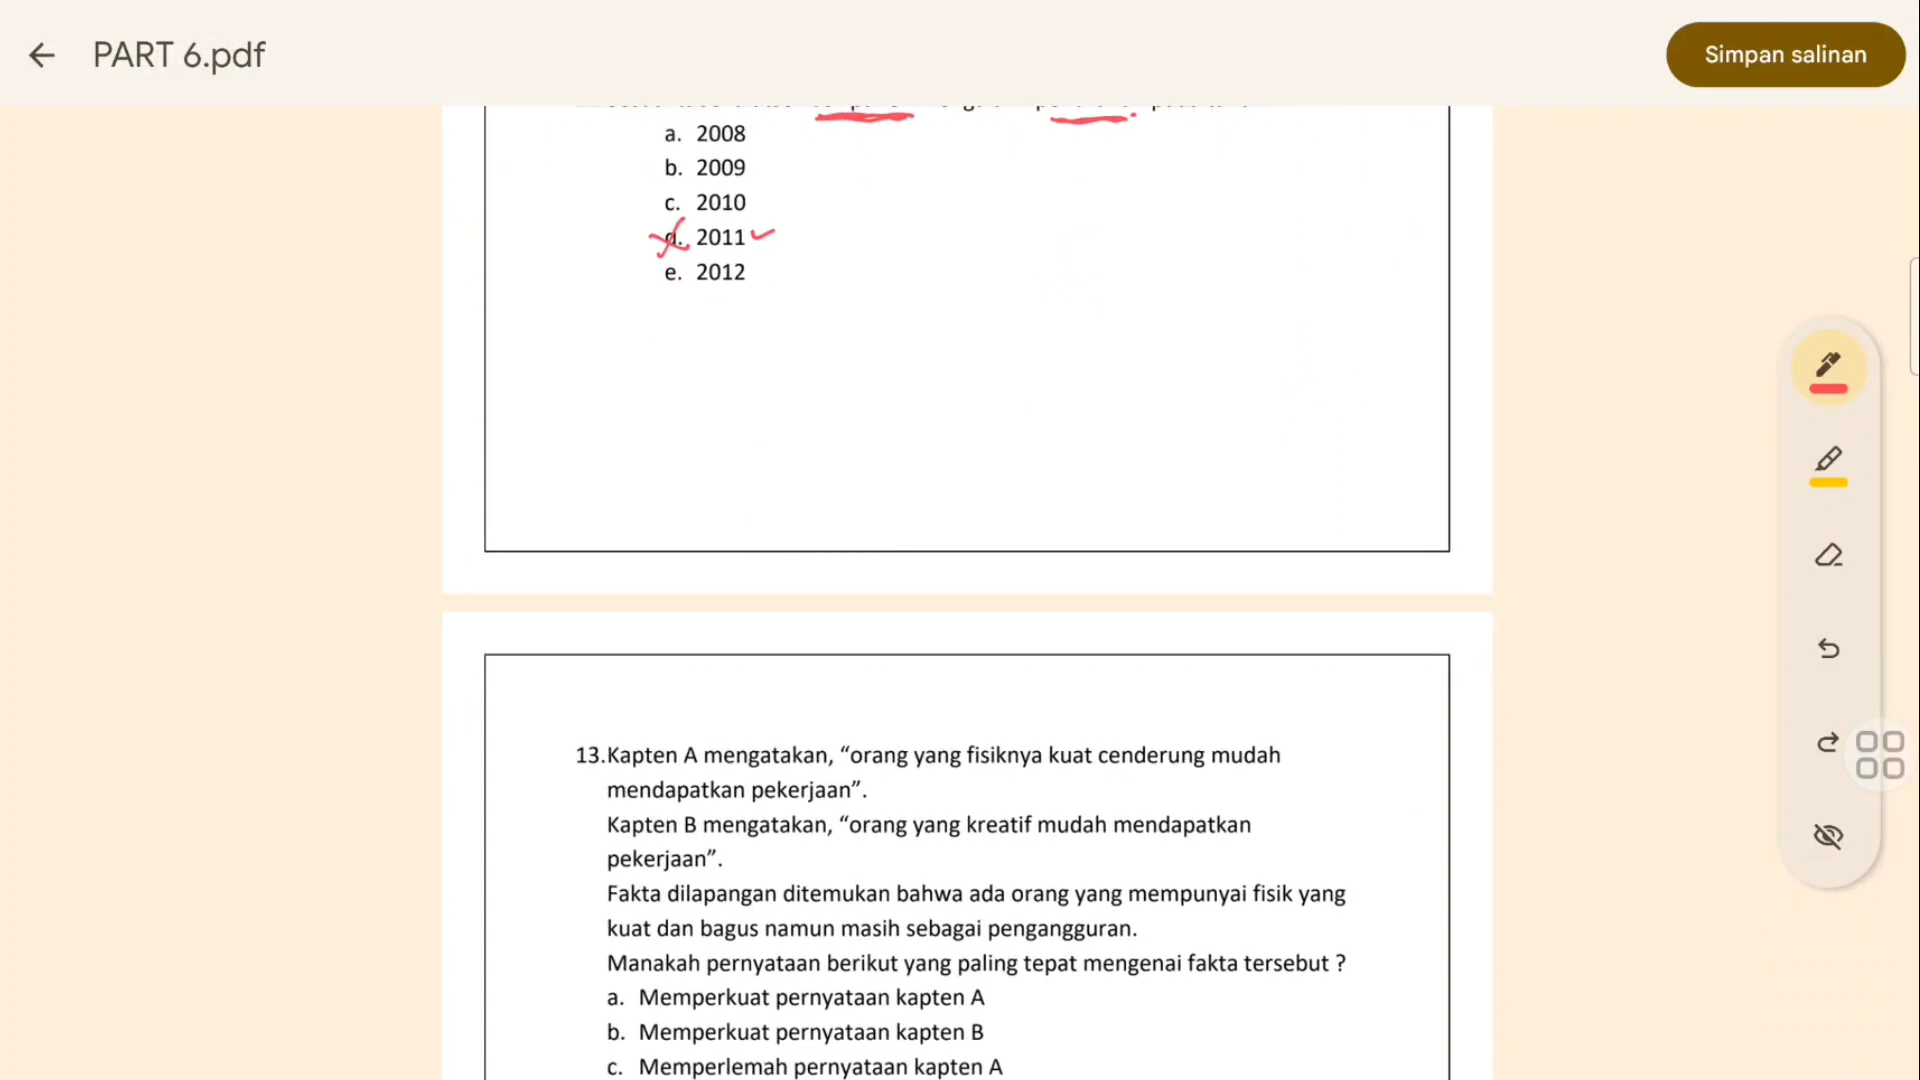 PART 6.pdf
Simpan salinan
a. 2008
b. 2009
c. 2010
d. 2011
e. 2012
13.Kapten A mengatakan, “orang yang fisiknya kuat cenderung mudah
mendapatkan pekerjaan”.
Kapten B mengatakan, “orang yang kreatif mudah mendapatkan
pekerjaan”.
Fakta dilapangan ditemukan bahwa ada orang yang mempunyai fisik yang
kuat dan bagus namun masih sebagai pengangguran.
Manakah pernyataan berikut yang paling tepat mengenai fakta tersebut ?
a. Memperkuat pernyataan kapten A
b. Memperkuat pernyataan kapten B
c. Memperlemah pernyataan kapten A